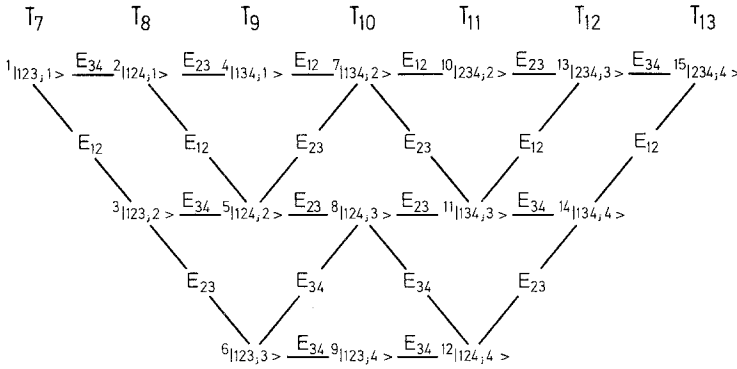 T7 T8 T9 T10 T11 T12 T13
1|123;1> E34 2|124;1> E23 4|134;1> E12 7|134;2> E12 10|234;2> E23 13|234;3> E34 15|234;4>
E12 E12 E23 E23 E12 E12
3|123;2> E34 5|124;2> E23 8|124;3> E23 11|134;3> E34 14|134;4>
E23 E34 E34 E23
6|123;3> E34 9|123;4> E34 12|124;4>